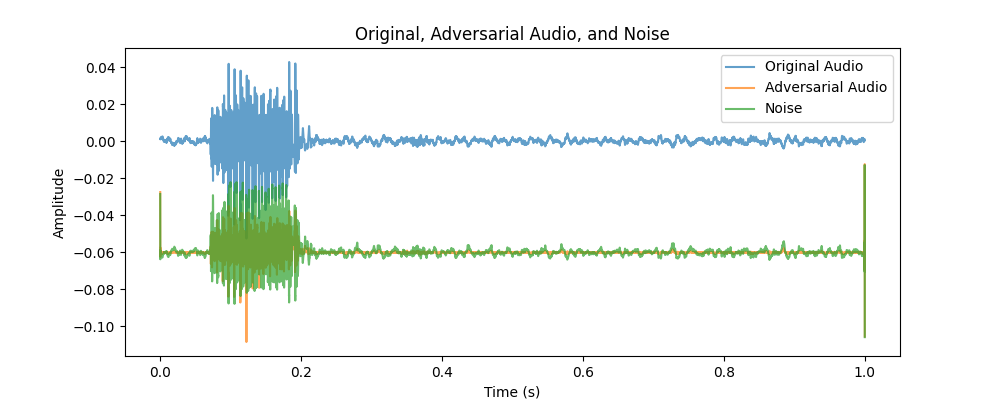 Original, Adversarial Audio, and Noise
Original Audio
Adversarial Audio
Noise
Amplitude
0.04
0.02
0.00
−0.02
−0.04
−0.06
−0.08
−0.10
0.0 0.2 0.4 0.6 0.8 1.0
Time (s)